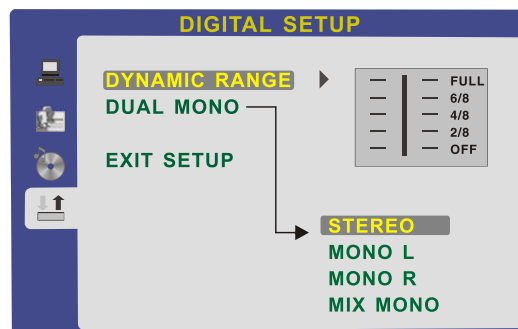 DIGITAL SETUP
DYNAMIC RANGE
DUAL MONO
EXIT SETUP
FULL
6/8
4/8
2/8
OFF
STEREO
MONO L
MONO R
MIX MONO